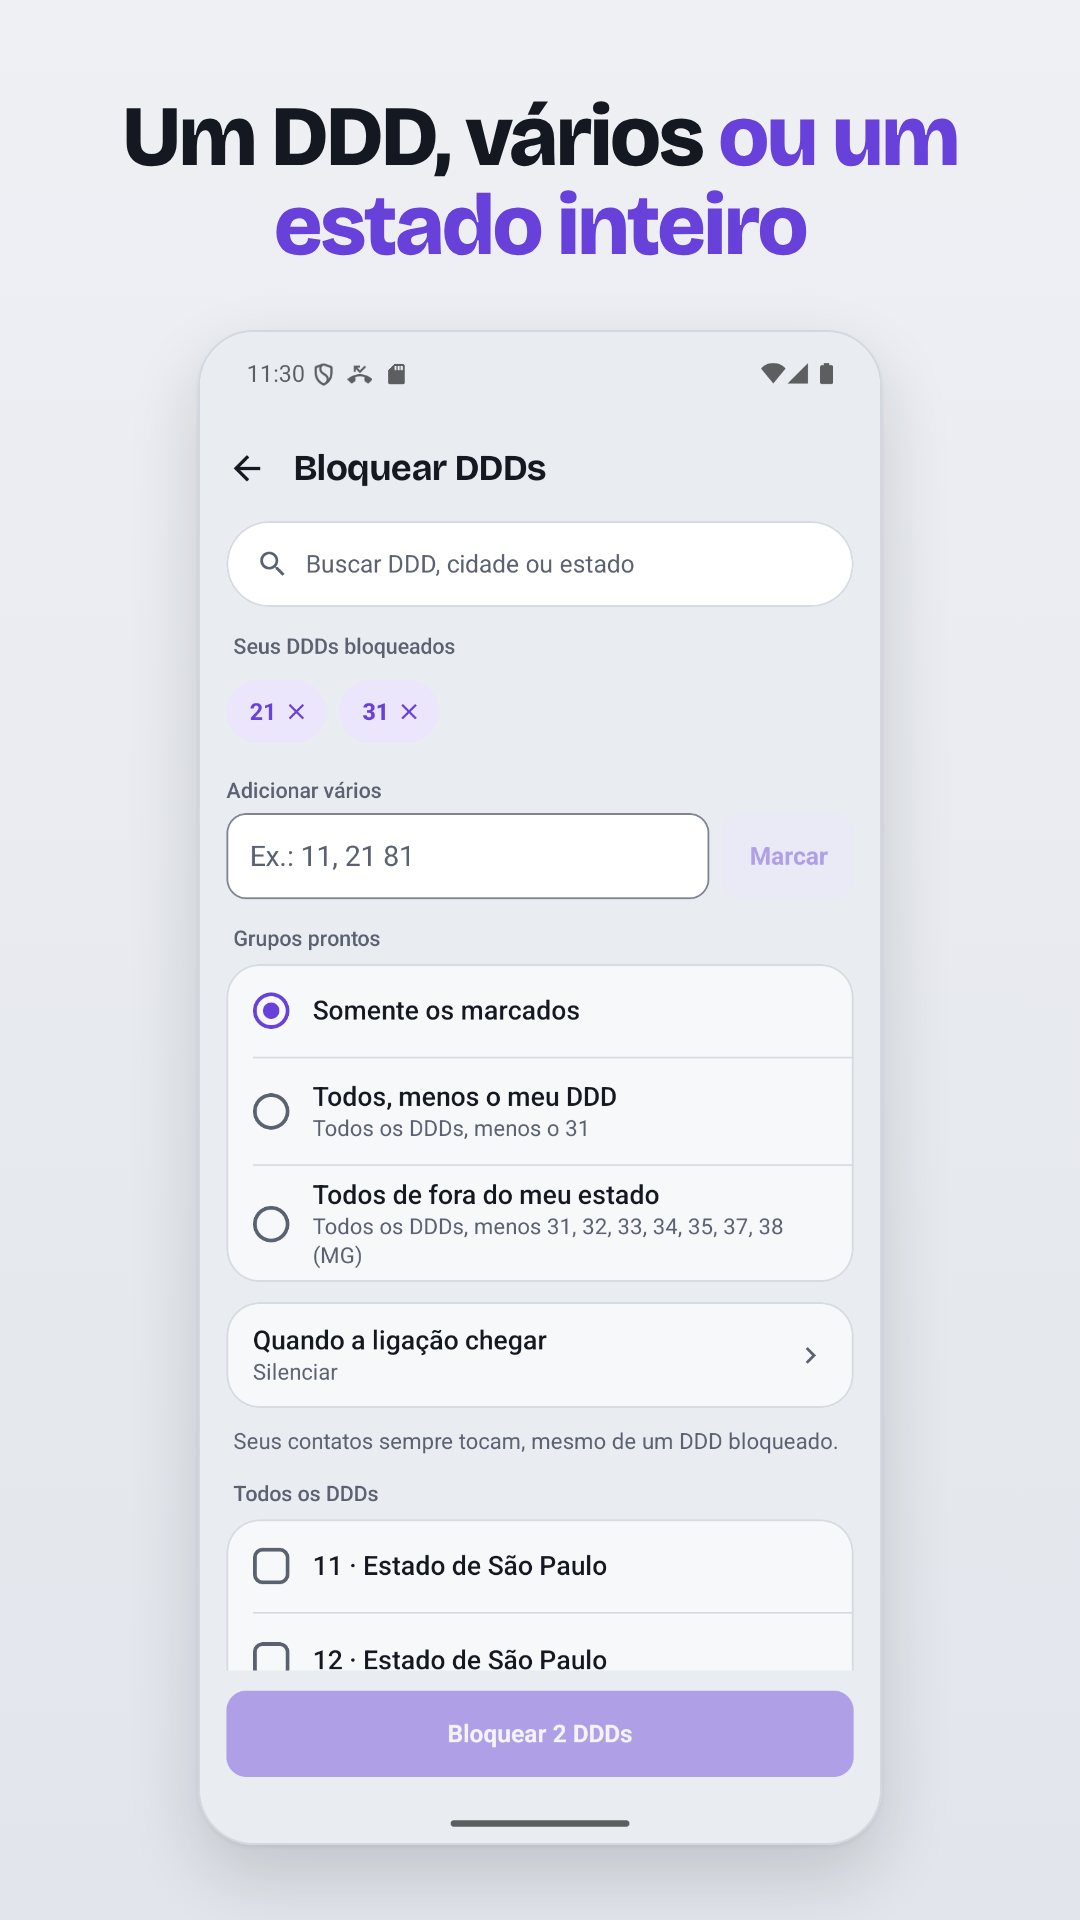 Um DDD, vários ou um
estado inteiro
11:30
Bloquear DDDs
Buscar DDD, cidade ou estado
Seus DDDs bloqueados
21
31
Adicionar vários
Ex.: 11, 21 81
Marcar
Grupos prontos
Somente os marcados
Todos, menos o meu DDD
Todos os DDDs, menos o 31
Todos de fora do meu estado
Todos os DDDs, menos 31, 32, 33, 34, 35, 37, 38
(MG)
Quando a ligação chegar
Silenciar
Seus contatos sempre tocam, mesmo de um DDD bloqueado.
Todos os DDDs
11 · Estado de São Paulo
12 · Estado de São Paulo
Bloquear 2 DDDs